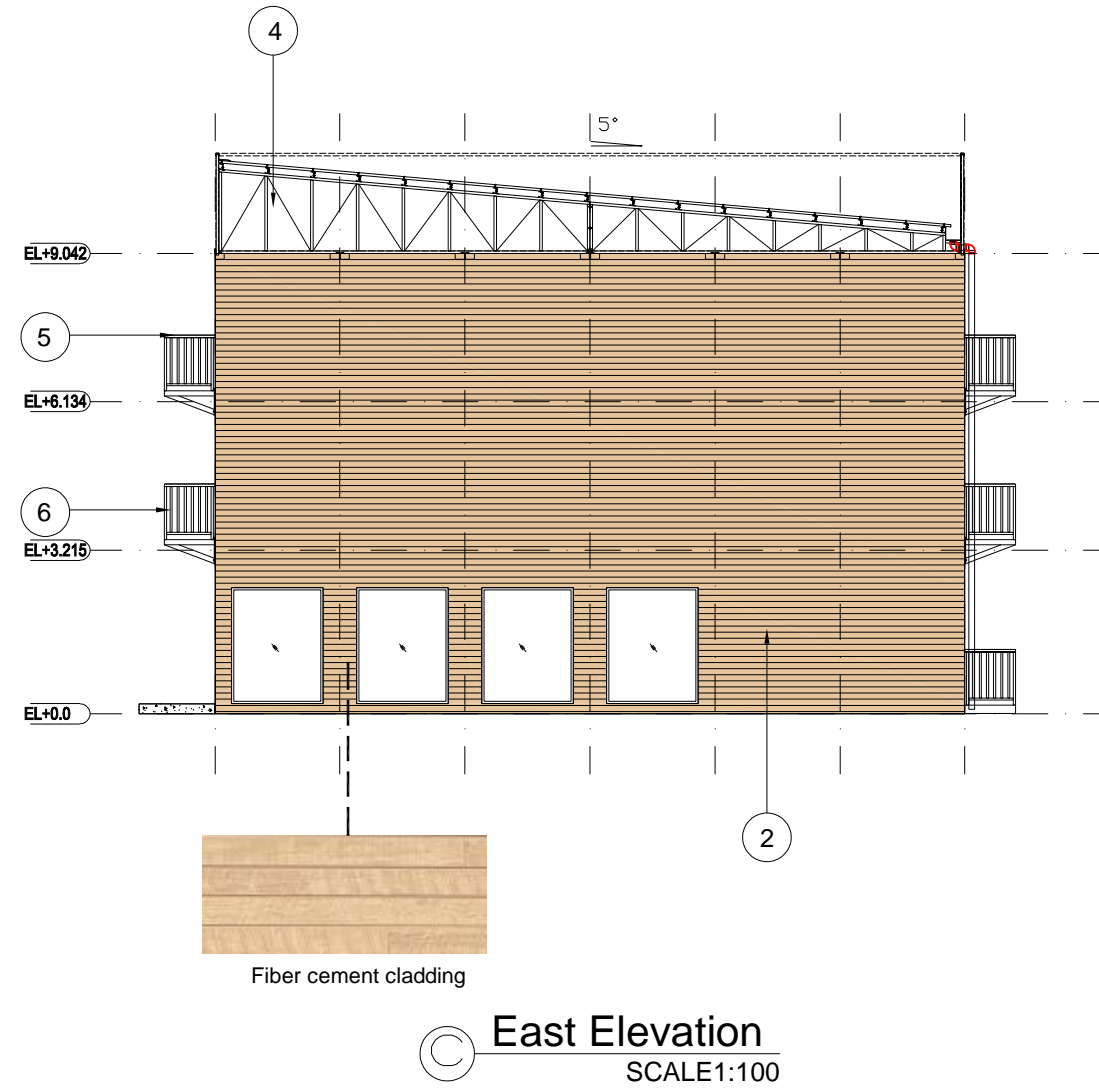 4
5°
EL+9.042
5
EL+6.134
6
EL+3.215
EL+0.0
2
Fiber cement cladding
C East Elevation
SCALE1:100